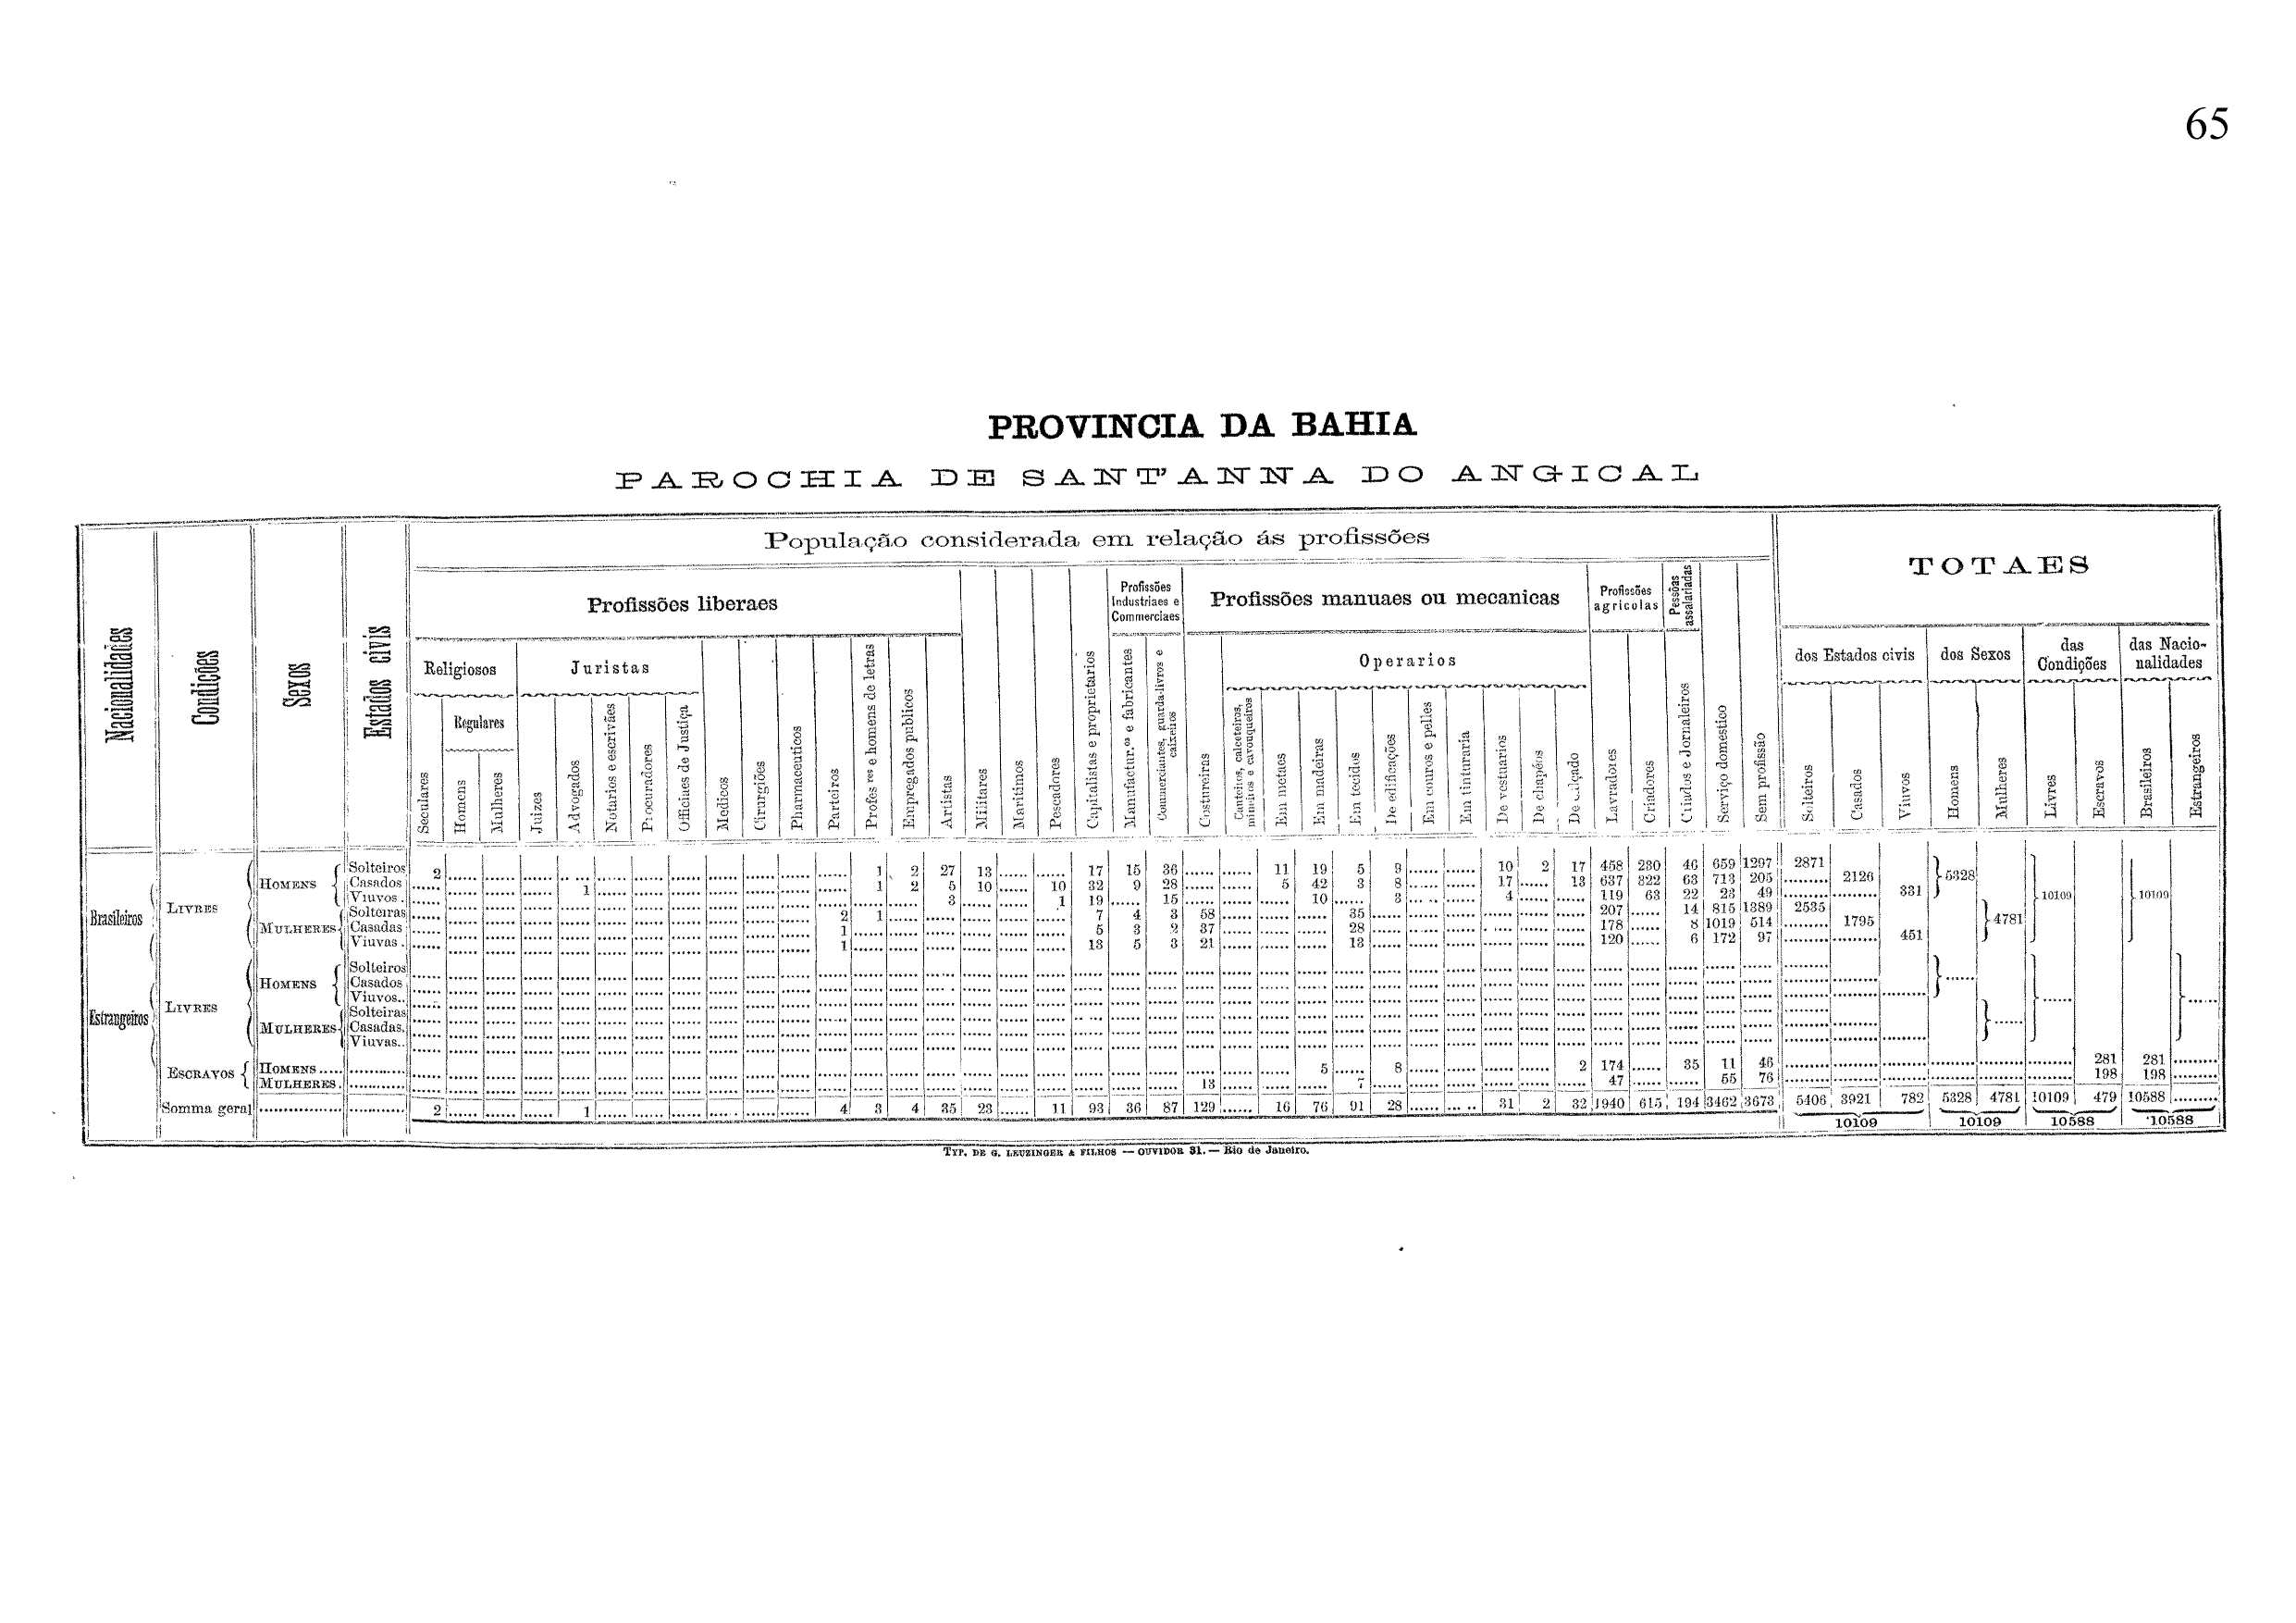 65
PROVINCIA DA BAHIA
PAROCHIA DE SANT'ANNA DO ANGICAL
Nacionalidades
Condições
Sexos
Estados civis
População considerada em relação ás profissões
TOTAES
Profissões liberaes
Profissões Industriaes e Commerciaes
Profissões manuaes ou mecanicas
Profissões agricolas
Pessôas assalariadas
Religiosos
Juristas
Operarios
dos Estados civis
dos Sexos
das Condições
das Nacionalidades
Regulares
Seculares
Homens
Mulheres
Juizes
Advogados
Notarios e escrivães
Procuradores
Officiaes de Justiça
Medicos
Cirurgiões
Pharmaceuticos
Parteiros
Profes.res e homens de letras
Empregados publicos
Artistas
Militares
Maritimos
Pescadores
Capitalistas e proprietarios
Manufactur.os e fabricantes
Commerciantes, guarda-livros e caixeiros
Costureiras
Canteiros, calceteiros, mineiros e cavouqueiros
Em metaes
Em madeiras
Em tecidos
De edificações
Em couros e pelles
Em tinturaria
De vestuarios
De chapéos
De calçado
Lavradores
Criadores
Criados e Jornaleiros
Serviço domestico
Sem profissão
Solteiros
Casados
Viuvos
Homens
Mulheres
Livres
Escravos
Brasileiros
Estrangeiros
Brasileiros LIVRES HOMENS Solteiros 2 1 2 27 13 17 15 36 11 19 5 9 10 2 17 458 230 46 659 1297 2871 5328 10109 10109
Casados 1 1 2 5 10 10 32 9 28 5 42 3 8 17 13 637 322 63 713 205 2126
Viuvos 3 1 19 15 10 3 4 119 63 22 23 49 331
MULHERES Solteiras 2 1 7 4 3 58 35 207 14 815 1389 2535 4781
Casadas 1 5 3 2 37 28 178 8 1019 514 1795
Viuvas 1 13 5 3 21 13 120 6 172 97 451
Estrangeiros LIVRES HOMENS Solteiros
Casados
Viuvos
MULHERES Solteiras
Casadas
Viuvas
ESCRAVOS HOMENS 5 8 2 174 35 11 46 281 281
MULHERES 13 7 47 55 76 198 198
Somma geral 2 1 4 3 4 35 23 11 93 36 87 129 16 76 91 28 31 2 32 1940 615 194 3462 3673 5406 3921 782 5328 4781 10109 479 10588
10109 10109 10588 10588
TYP. DE G. LEUZINGER & FILHOS — OUVIDOR 31. — Rio de Janeiro.